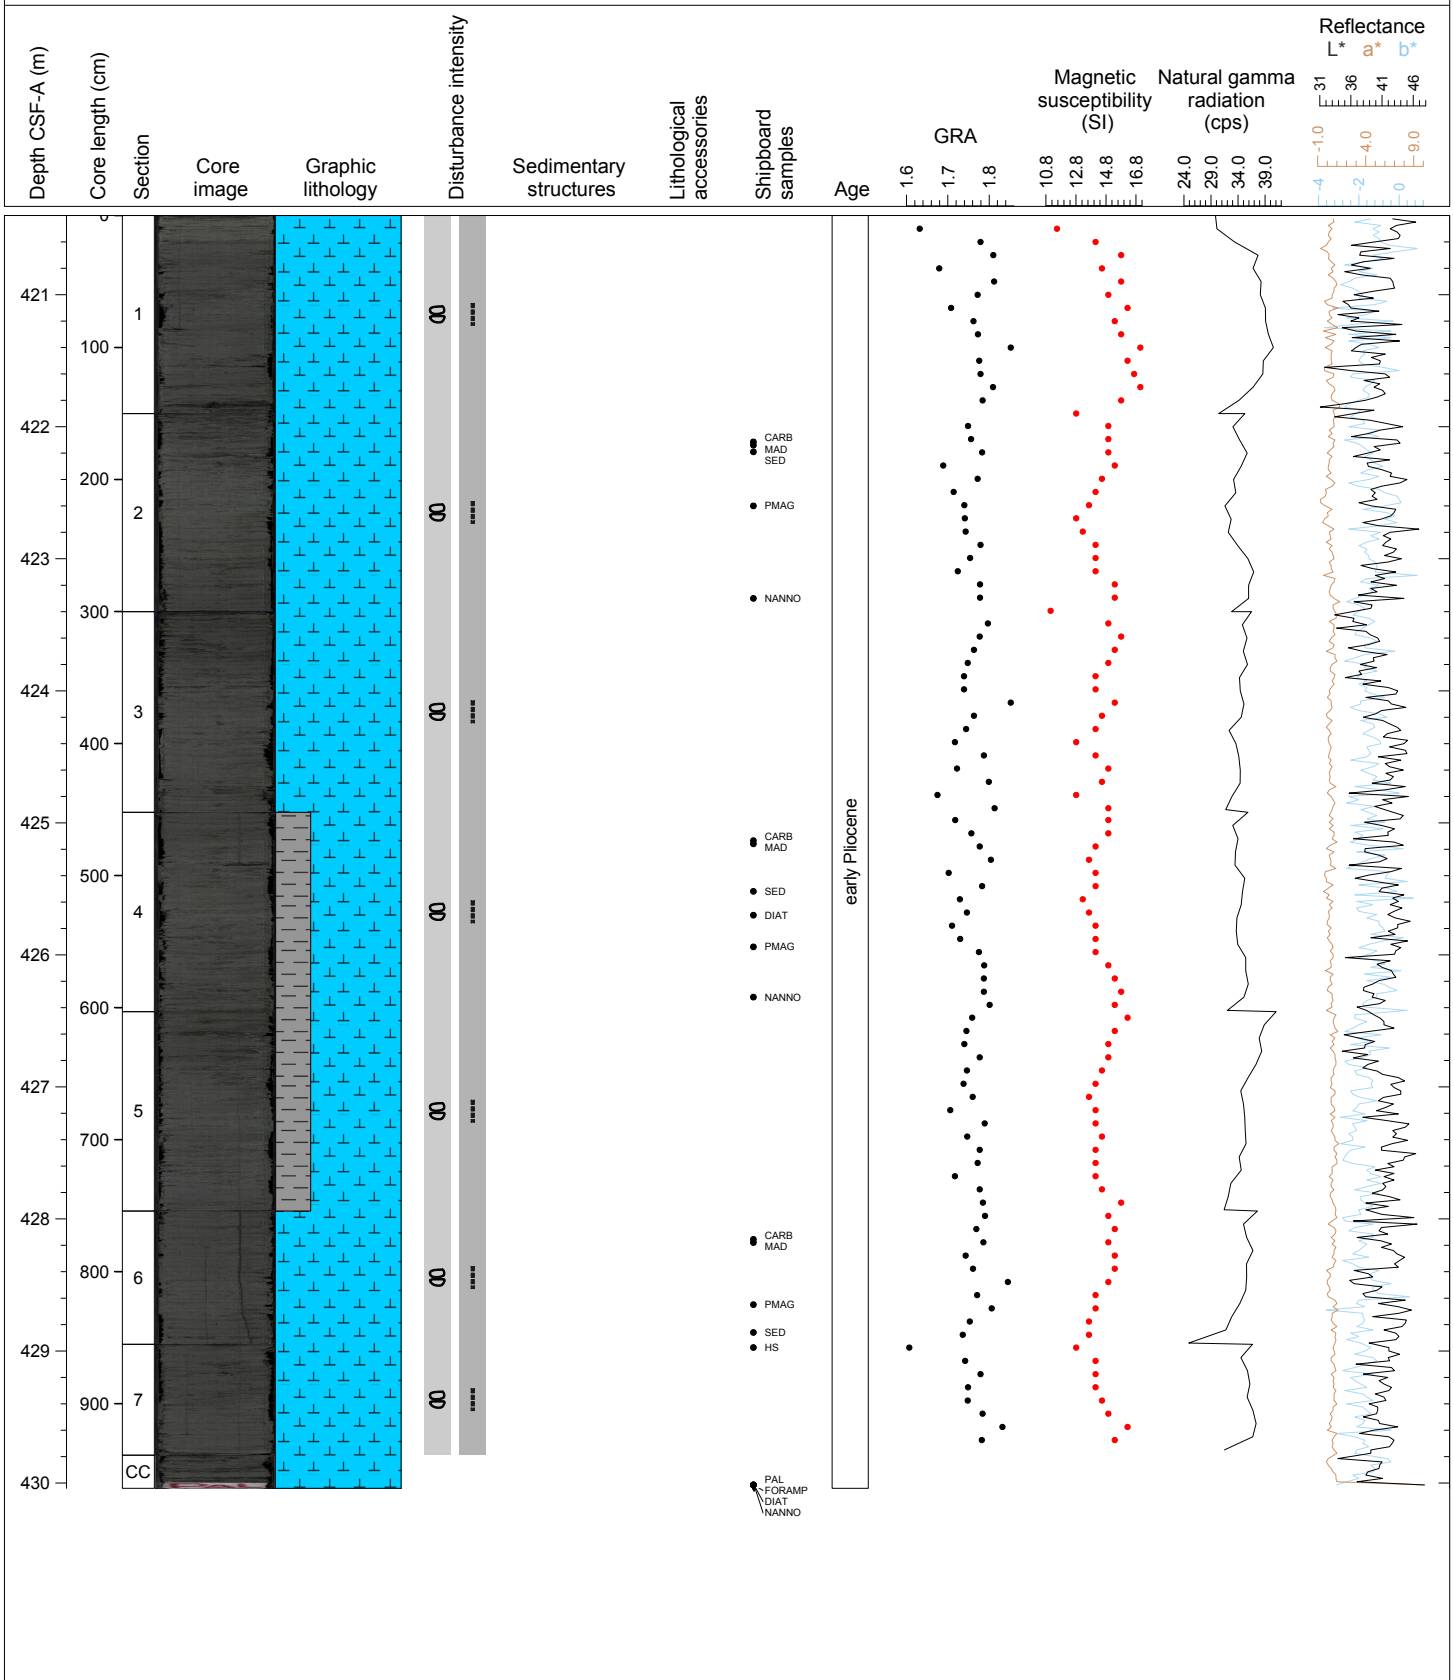 Depth CSF-A (m)
Core length (cm)
Section
Core
image
Graphic
lithology
Disturbance intensity
Sedimentary
structures
Lithological
accessories
Shipboard
samples
Age
GRA
1.6 1.7 1.8
Magnetic
susceptibility
(SI)
10.8 12.8 14.8 16.8
Natural gamma
radiation
(cps)
24.0 29.0 34.0 39.0
Reflectance
L* a* b*
31 36 41 46
-1.0 4.0 9.0
-4 -2 0
0
421
1
100
422
CARB
MAD
SED
200
2
PMAG
423
NANNO
300
424
3
400
425
CARB
MAD
early Pliocene
500
SED
4
DIAT
PMAG
426
NANNO
600
427
5
700
428
CARB
MAD
6
800
PMAG
SED
HS
429
7
900
CC
430
PAL
FORAMP
DIAT
NANNO